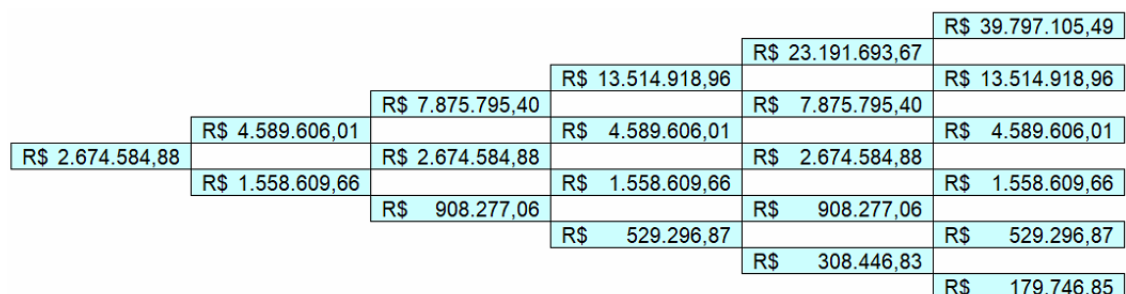 R$ 39.797.105,49
R$ 23.191.693,67
R$ 13.514.918,96 R$ 13.514.918,96
R$ 7.875.795,40 R$ 7.875.795,40
R$ 4.589.606,01 R$ 4.589.606,01 R$ 4.589.606,01
R$ 2.674.584,88 R$ 2.674.584,88 R$ 2.674.584,88
R$ 1.558.609,66 R$ 1.558.609,66 R$ 1.558.609,66
R$ 908.277,06 R$ 908.277,06
R$ 529.296,87 R$ 529.296,87
R$ 308.446,83
R$ 179.746,85